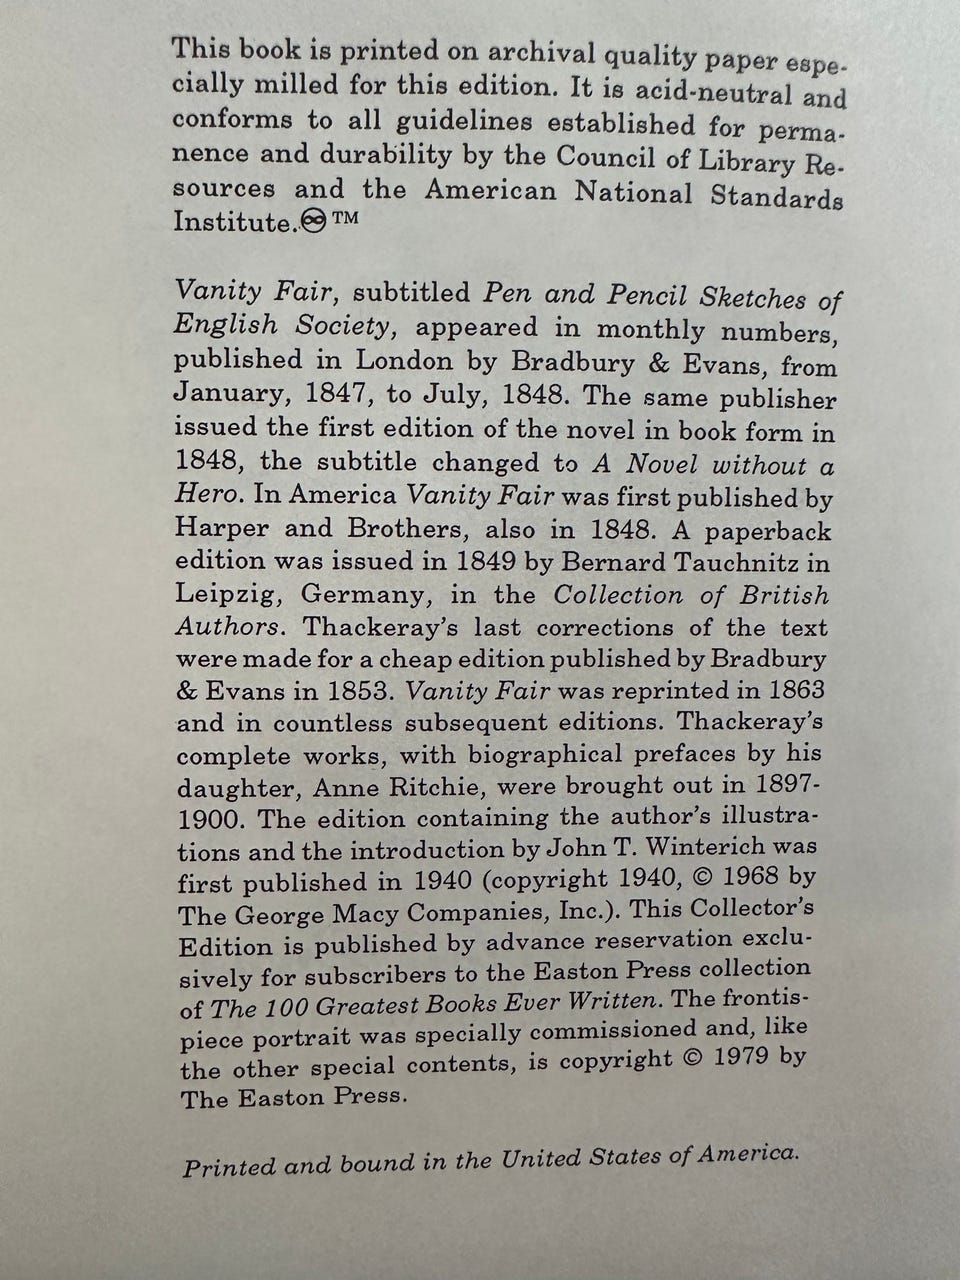 This book is printed on archival quality paper espe-
cially milled for this edition. It is acid-neutral and
conforms to all guidelines established for perma-
nence and durability by the Council of Library Re-
sources and the American National Standards
Institute.♾™
Vanity Fair, subtitled Pen and Pencil Sketches of
English Society, appeared in monthly numbers,
published in London by Bradbury & Evans, from
January, 1847, to July, 1848. The same publisher
issued the first edition of the novel in book form in
1848, the subtitle changed to A Novel without a
Hero. In America Vanity Fair was first published by
Harper and Brothers, also in 1848. A paperback
edition was issued in 1849 by Bernard Tauchnitz in
Leipzig, Germany, in the Collection of British
Authors. Thackeray's last corrections of the text
were made for a cheap edition published by Bradbury
& Evans in 1853. Vanity Fair was reprinted in 1863
and in countless subsequent editions. Thackeray's
complete works, with biographical prefaces by his
daughter, Anne Ritchie, were brought out in 1897-
1900. The edition containing the author's illustra-
tions and the introduction by John T. Winterich was
first published in 1940 (copyright 1940, © 1968 by
The George Macy Companies, Inc.). This Collector's
Edition is published by advance reservation exclu-
sively for subscribers to the Easton Press collection
of The 100 Greatest Books Ever Written. The frontis-
piece portrait was specially commissioned and, like
the other special contents, is copyright © 1979 by
The Easton Press.
Printed and bound in the United States of America.